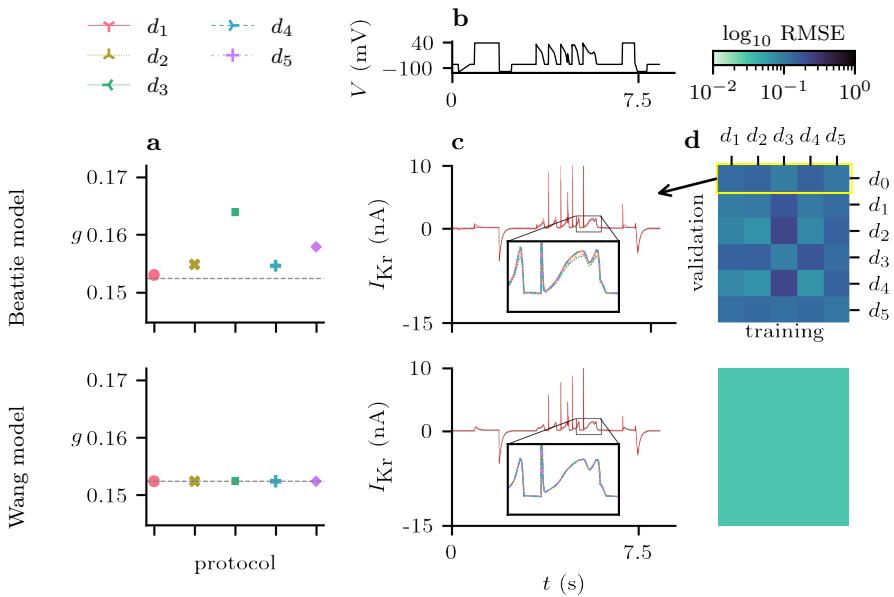 d1
d2
d3
d4
d5
b
V (mV)
40
−100
0
7.5
log10 RMSE
10−2
10−1
100
a
Beattie model
g
0.17
0.16
0.15
c
IKr (nA)
10
0
-15
d
d1 d2 d3 d4 d5
validation
d0
d1
d2
d3
d4
d5
training
Wang model
g
0.17
0.16
0.15
protocol
IKr (nA)
10
0
-15
0
7.5
t (s)